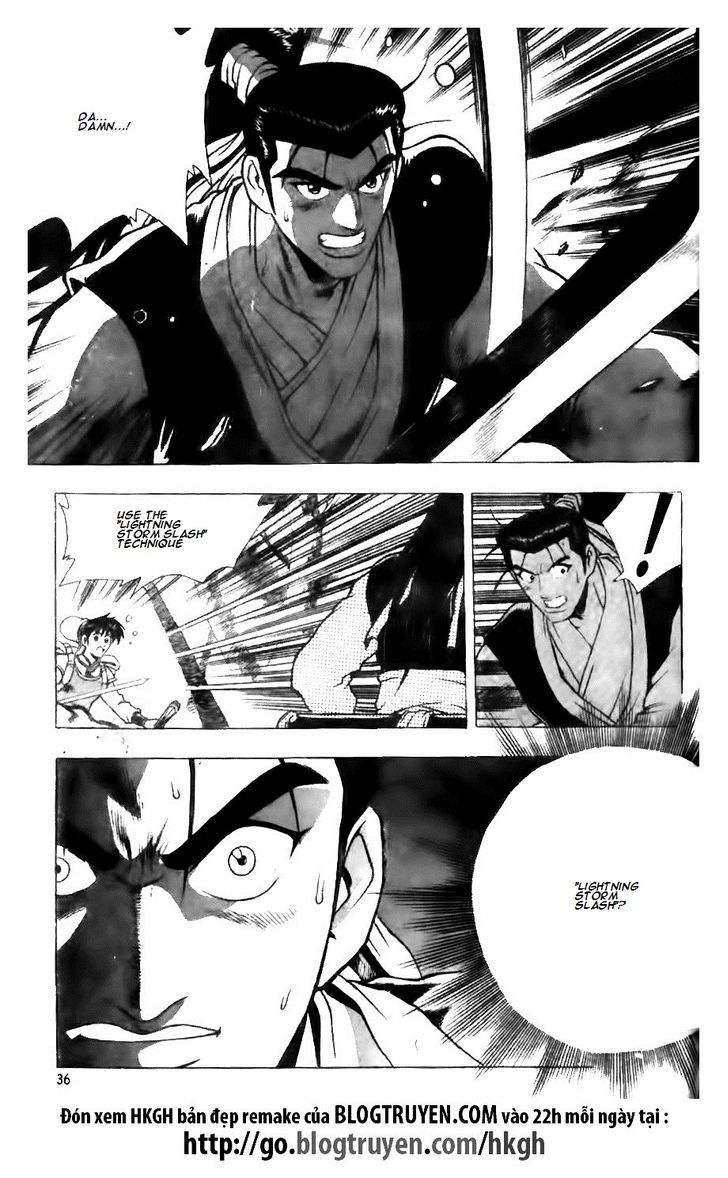 DA...
DAMN...!
USE THE
"LIGHTNING
STORM SLASH"
TECHNIQUE
!
"LIGHTNING
STORM
SLASH"?
36
Đón xem HKGH bản đẹp remake của BLOGTRUYEN.COM vào 22h mỗi ngày tại :
http://go.blogtruyen.com/hkgh